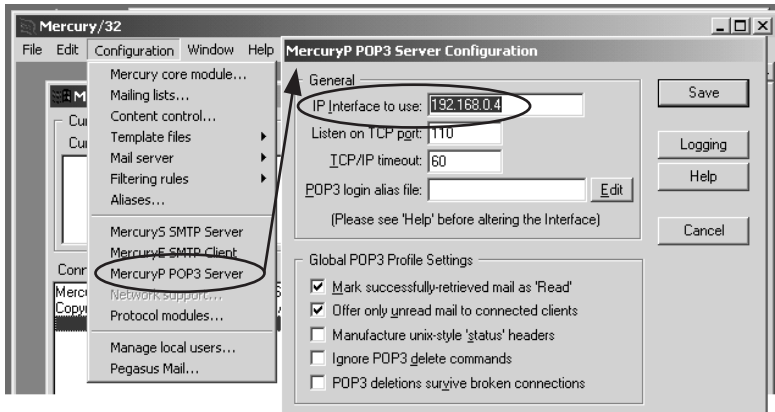 Mercury/32
File Edit Configuration Window Help
Mercury core module...
Mailing lists...
Content control...
Template files
Mail server
Filtering rules
Aliases...
MercuryS SMTP Server
MercuryE SMTP Client
MercuryP POP3 Server
Network support...
Protocol modules...
Manage local users...
Pegasus Mail...
MercuryP POP3 Server Configuration
General
IP Interface to use: 192.168.0.4
Listen on TCP port: 110
TCP/IP timeout: 60
POP3 login alias file: Edit
(Please see 'Help' before altering the Interface)
Global POP3 Profile Settings
Mark successfully-retrieved mail as 'Read'
Offer only unread mail to connected clients
Manufacture unix-style 'status' headers
Ignore POP3 delete commands
POP3 deletions survive broken connections
Save
Logging
Help
Cancel